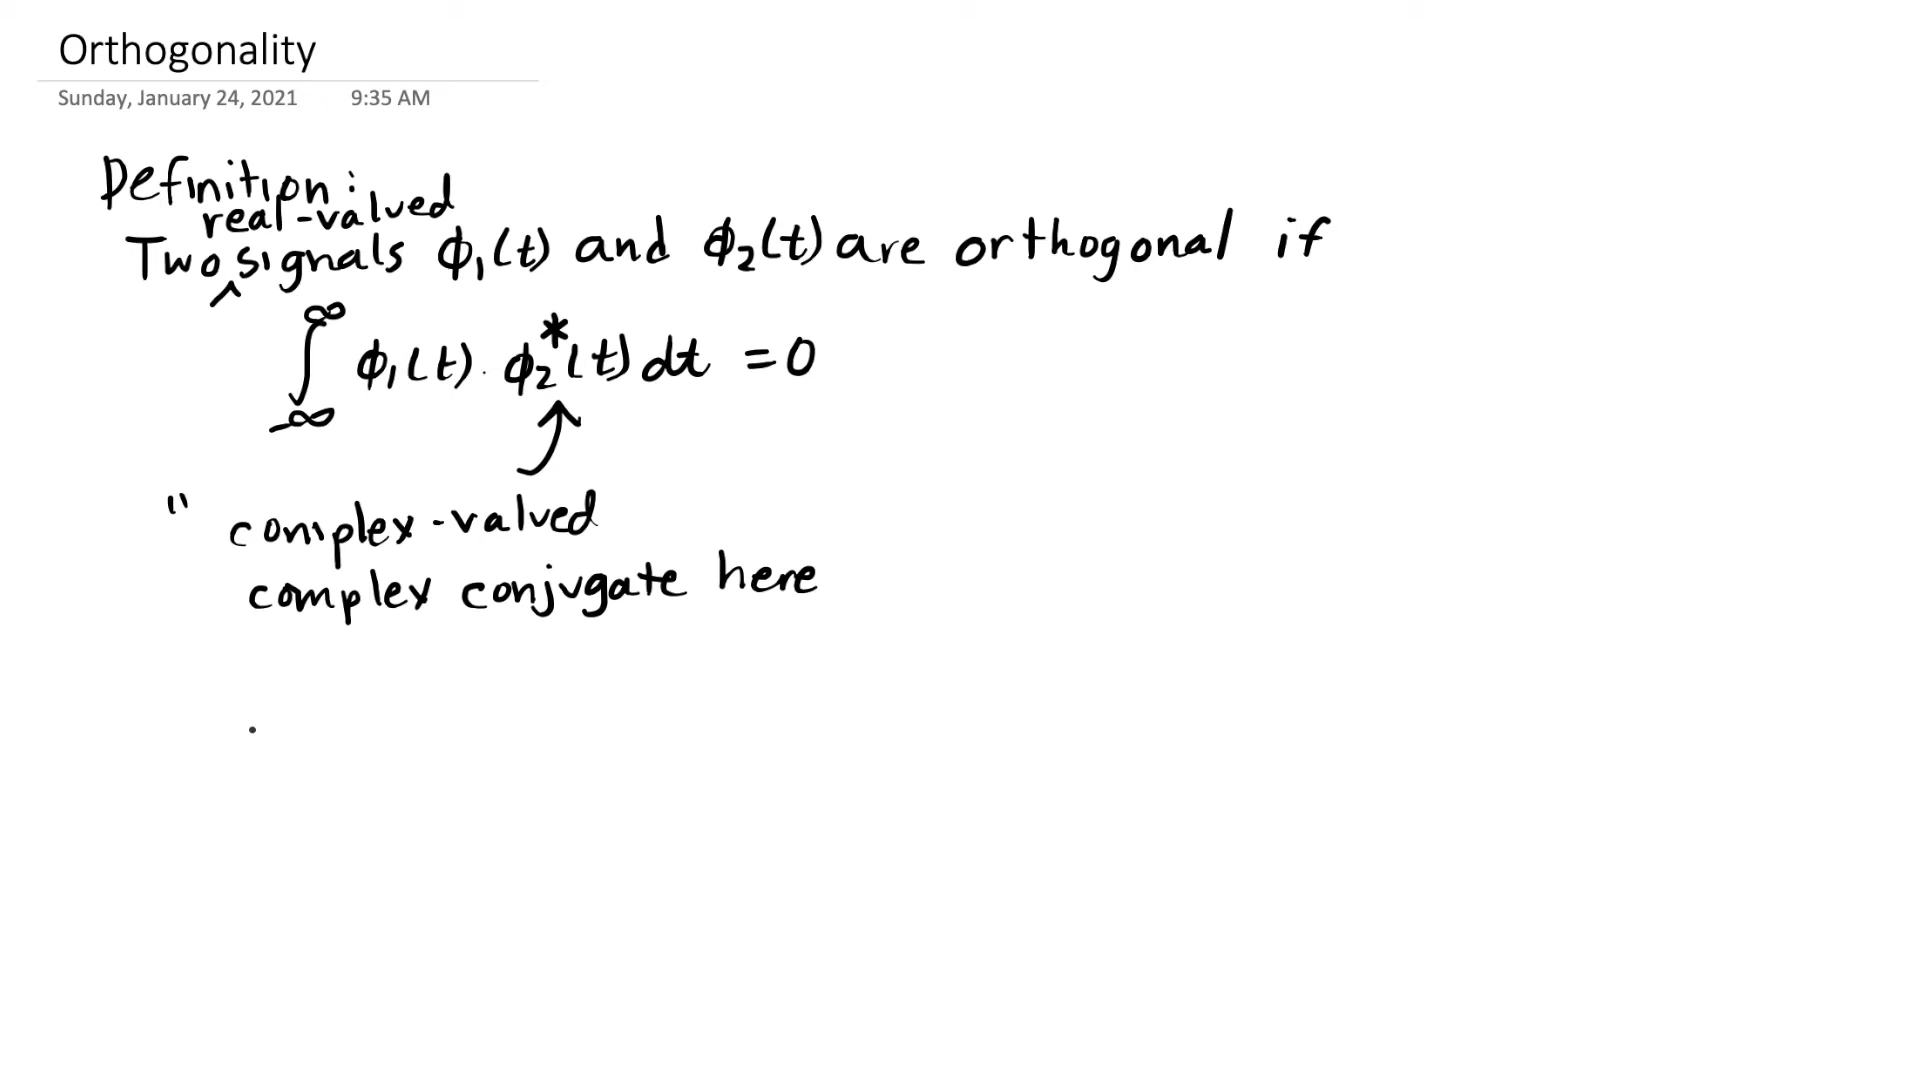 Orthogonality
Sunday, January 24, 2021 9:35 AM
Definition:
real-valued
Two ^ signals ϕ₁(t) and ϕ₂(t) are orthogonal if
∫_{-∞}^{∞} ϕ₁(t) · ϕ₂*(t) dt = 0
" complex-valued
complex conjugate here